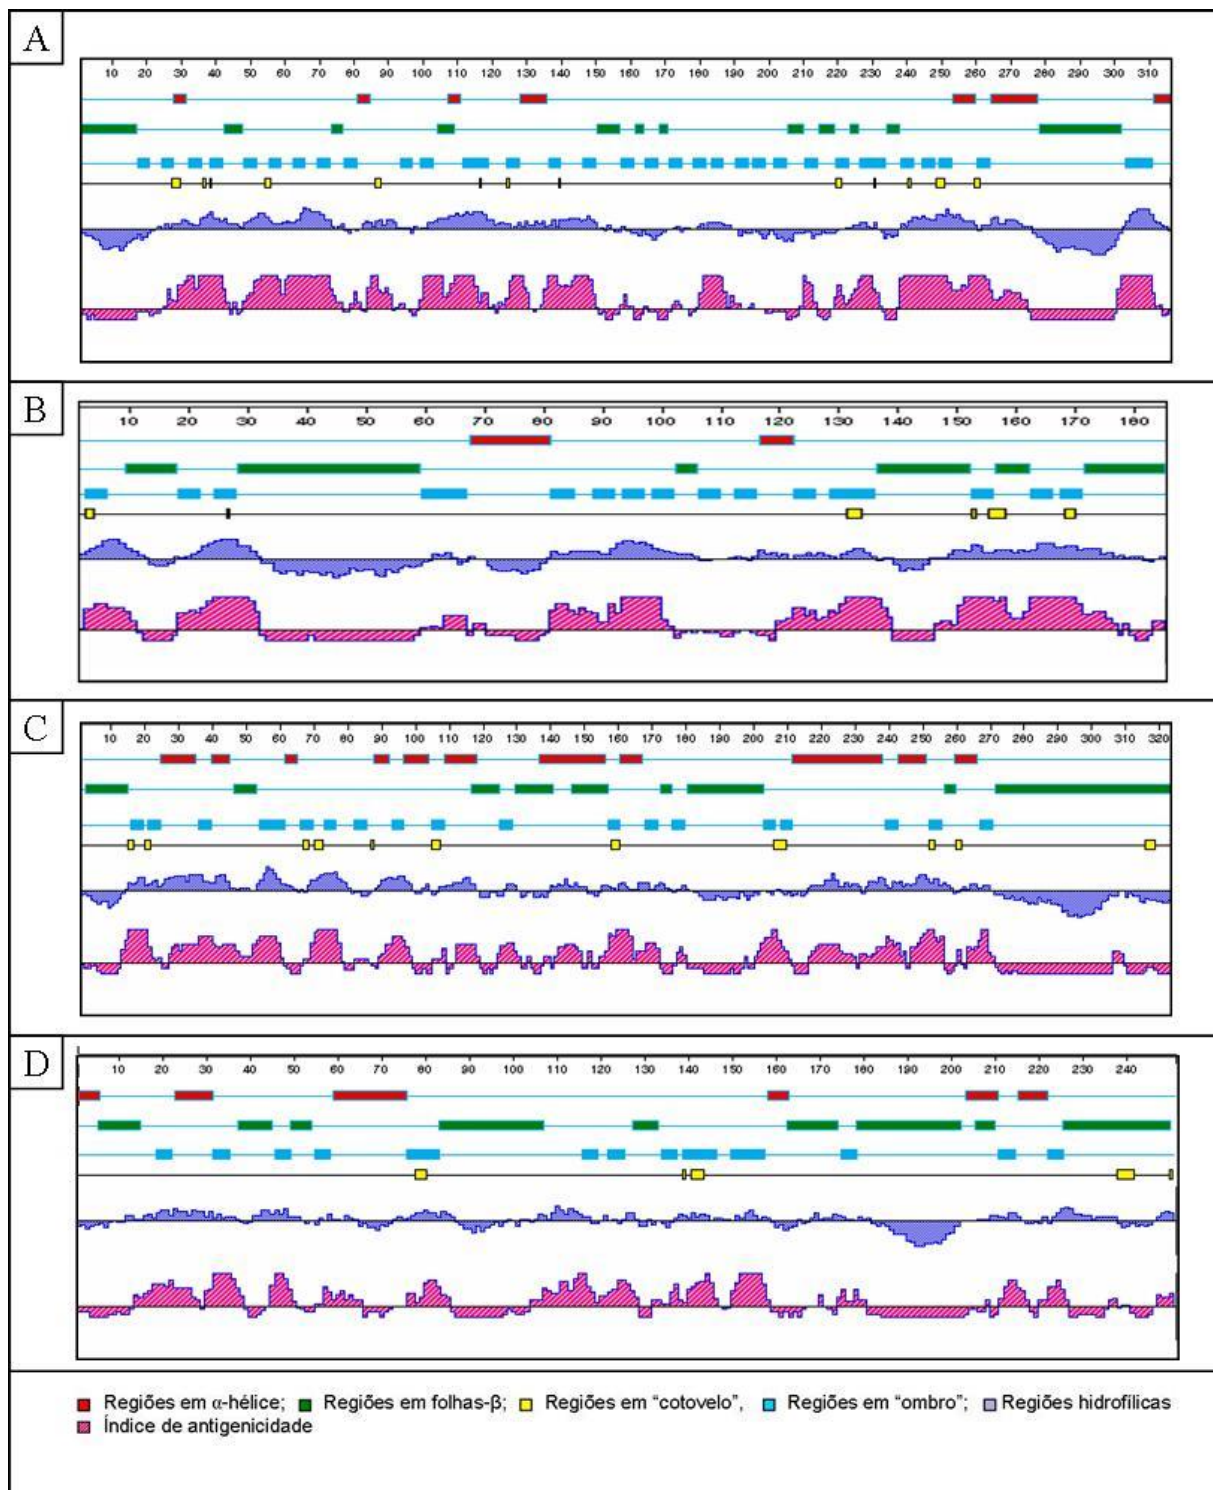 A
10 20 30 40 50 60 70 80 90 100 110 120 130 140 150 160 170 180 190 200 210 220 230 240 250 260 270 280 290 300 310
B
10 20 30 40 50 60 70 80 90 100 110 120 130 140 150 160 170 180
C
10 20 30 40 50 60 70 80 90 100 110 120 130 140 150 160 170 180 190 200 210 220 230 240 250 260 270 280 290 300 310 320
D
10 20 30 40 50 60 70 80 90 100 110 120 130 140 150 160 170 180 190 200 210 220 230 240
Regiões em α-hélice; Regiões em folhas-β; Regiões em “cotovelo”, Regiões em “ombro”; Regiões hidrofílicas
Índice de antigenicidade